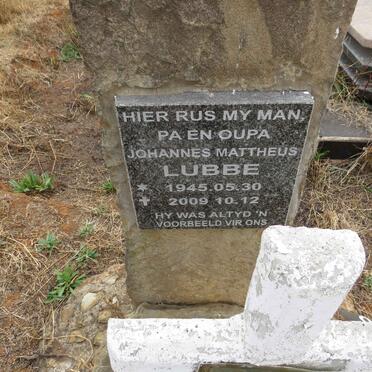 HIER RUS MY MAN,
PA EN OUPA
JOHANNES MATTHEUS
LUBBE
* 1945.05.30
✝ 2009.10.12
HY WAS ALTYD 'N
VOORBEELD VIR ONS